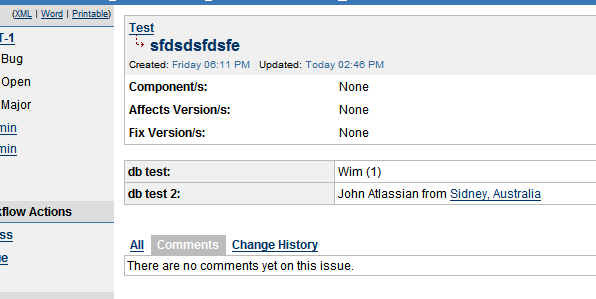 (XML | Word | Printable)
T-1
Bug
Open
Major
min
min
kflow Actions
ss
ue
Test
sfdsdsfdsfe
Created: Friday 06:11 PM Updated: Today 02:46 PM
Component/s: None
Affects Version/s: None
Fix Version/s: None
db test: Wim (1)
db test 2: John Atlassian from Sidney, Australia
All Comments Change History
There are no comments yet on this issue.